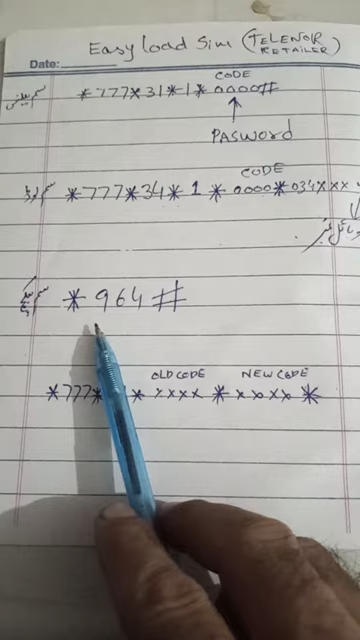 Easy Load Sim (TELENOR RETAILER)
Date:
CODE
*777*31*1*0000#
PASWORD
CODE
*777*34*1*0000*034xxx
*964#
OLD CODE NEW CODE
*777* * xxxx * xxxx *